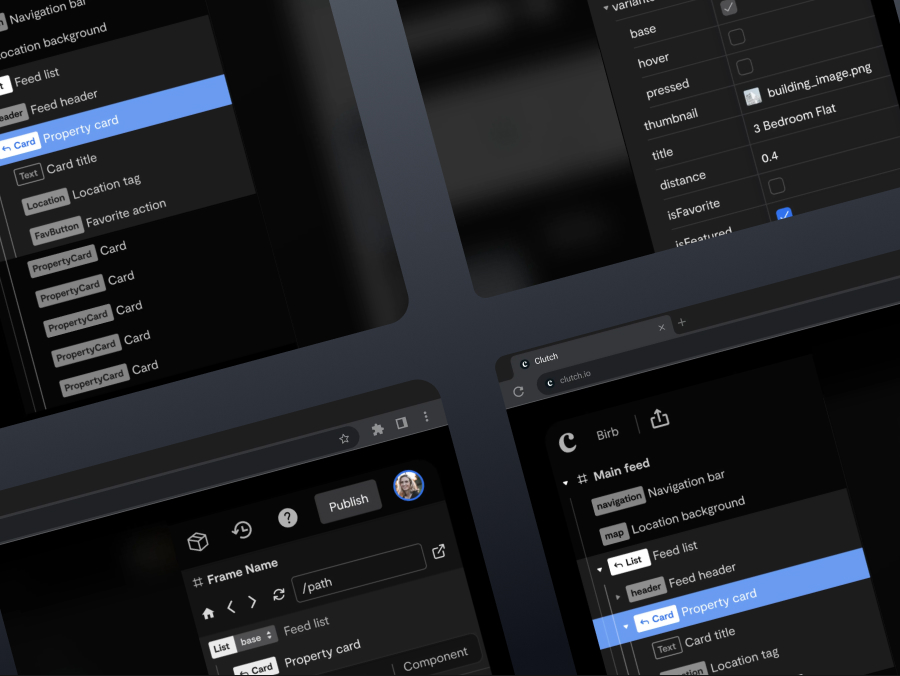 Navigation bar
Location background
Feed list
header Feed header
Card Property card
Text Card title
Location Location tag
FavButton Favorite action
PropertyCard Card
PropertyCard Card
PropertyCard Card
PropertyCard Card
PropertyCard Card
variants
base
hover
pressed
thumbnail building_image.png
title 3 Bedroom Flat
distance 0.4
isFavorite
isFeatured
Publish
Frame Name
/path
List base Feed list
Card Property card
Component
Clutch
clutch.io
Birb
Main feed
navigation Navigation bar
map Location background
List Feed list
header Feed header
Card Property card
Text Card title
Location Location tag